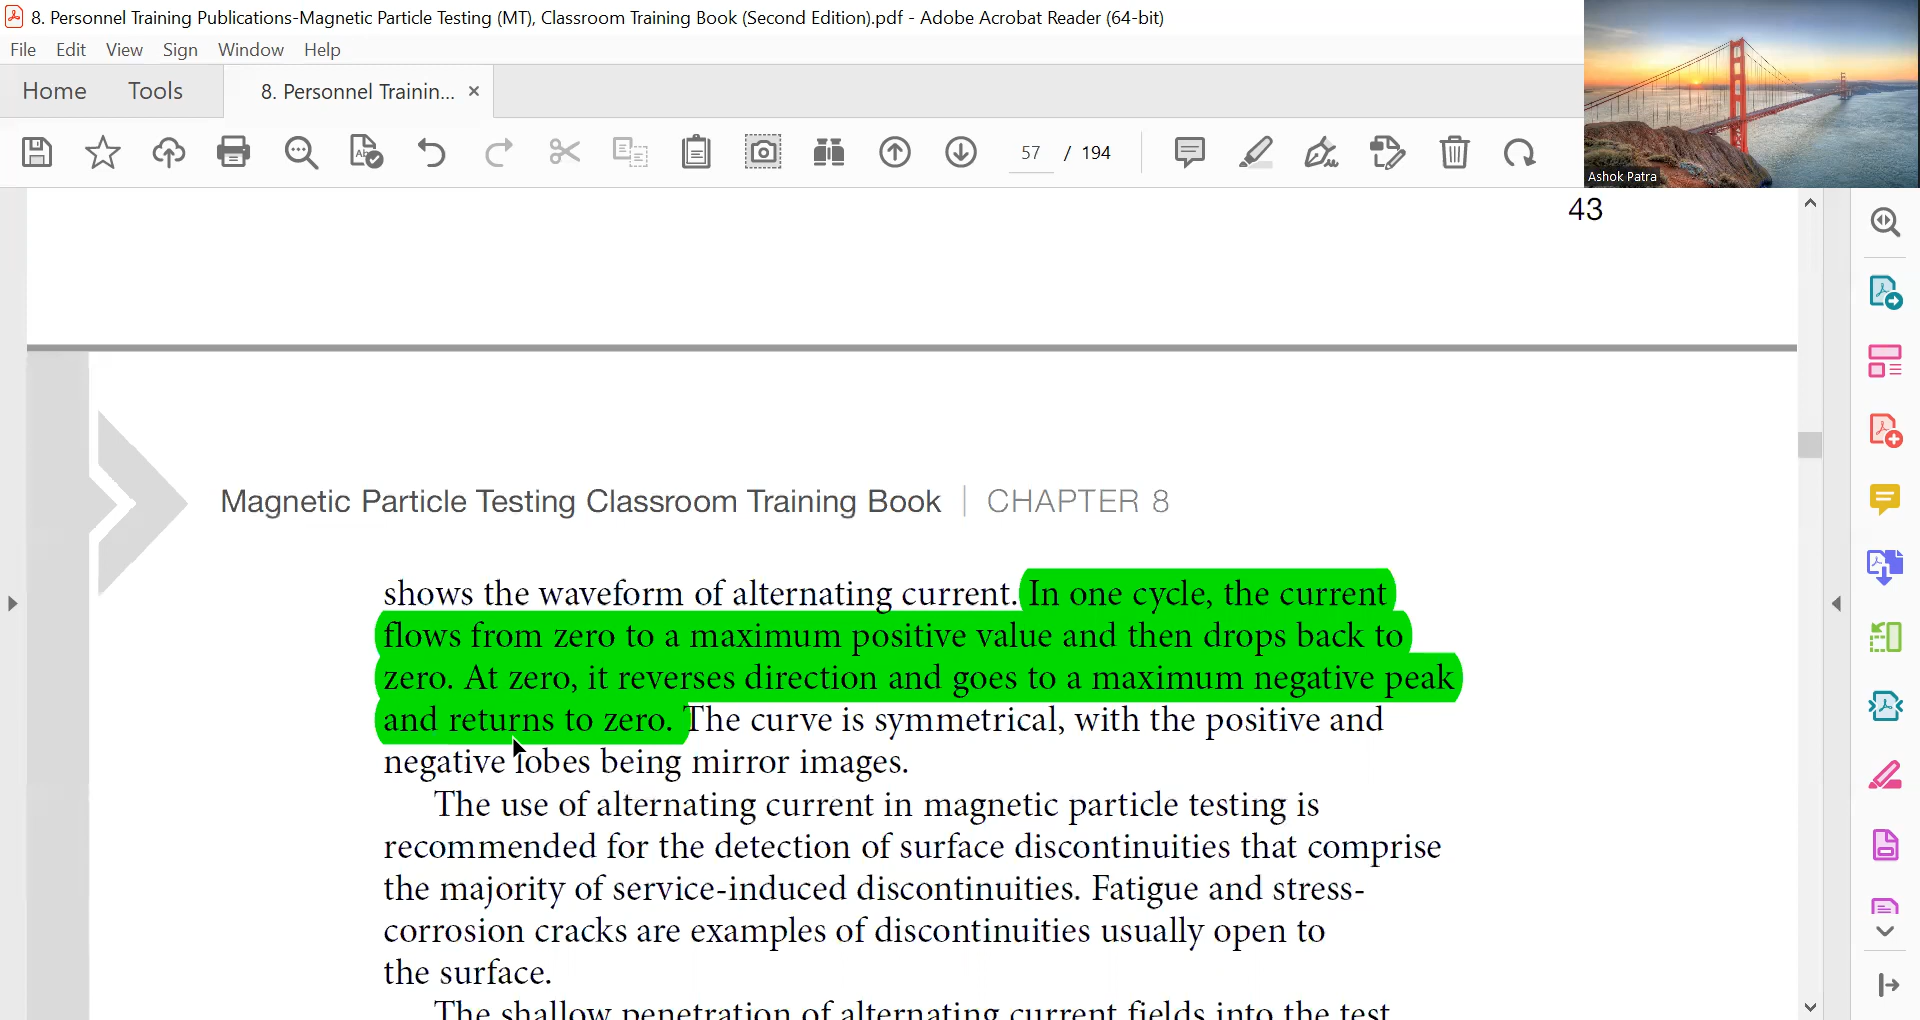 8. Personnel Training Publications-Magnetic Particle Testing (MT), Classroom Training Book (Second Edition).pdf - Adobe Acrobat Reader (64-bit)
File Edit View Sign Window Help
Home Tools 8. Personnel Trainin... ×
57 / 194
Ashok Patra
43
Magnetic Particle Testing Classroom Training Book | CHAPTER 8
shows the waveform of alternating current. In one cycle, the current
flows from zero to a maximum positive value and then drops back to
zero. At zero, it reverses direction and goes to a maximum negative peak
and returns to zero. The curve is symmetrical, with the positive and
negative lobes being mirror images.
The use of alternating current in magnetic particle testing is
recommended for the detection of surface discontinuities that comprise
the majority of service-induced discontinuities. Fatigue and stress-
corrosion cracks are examples of discontinuities usually open to
the surface.
The shallow penetration of alternating current fields into the test